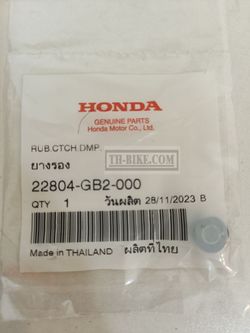 HONDA
GENUINE PARTS
Honda Motor Co., Ltd.
RUB,CTCH,DMP.
TH-BIKE.COM
ยางรอง
22804-GB2-000
QTY 1 วันผลิต 28/11/2023 B
Made in THAILAND ผลิตที่ไทย